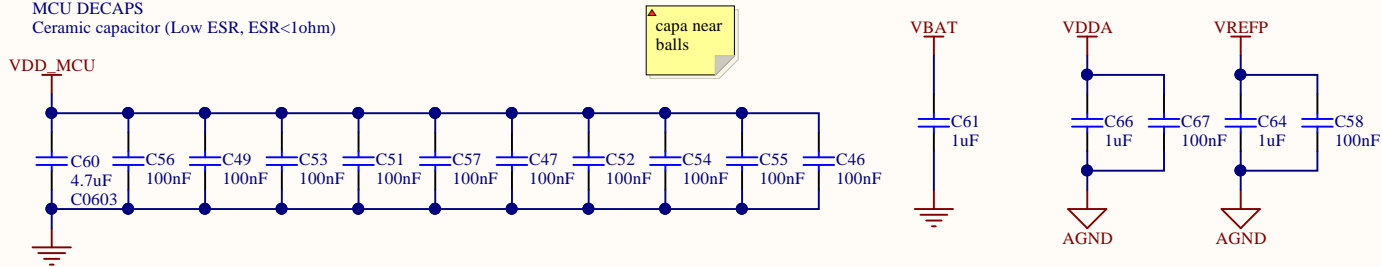 MCU DECAPS
Ceramic capacitor (Low ESR, ESR<1ohm)
capa near
balls
VDD_MCU
VBAT
VDDA
VREFP
C60
4.7uF
C0603
C56
100nF
C49
100nF
C53
100nF
C51
100nF
C57
100nF
C47
100nF
C52
100nF
C54
100nF
C55
100nF
C46
100nF
C61
1uF
C66
1uF
C67
100nF
C64
1uF
C58
100nF
AGND
AGND